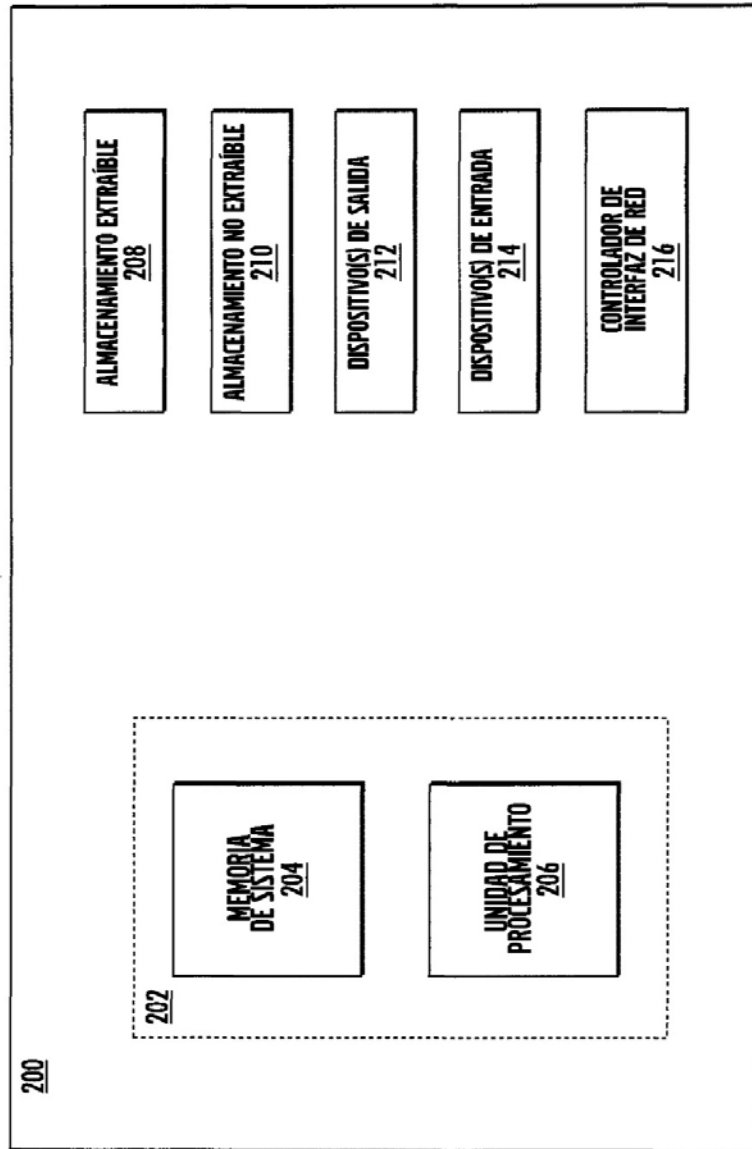 200
202
MEMORIA
DE SISTEMA
204
UNIDAD DE
PROCESAMIENTO
206
ALMACENAMIENTO EXTRAÍBLE
208
ALMACENAMIENTO NO EXTRAÍBLE
210
DISPOSITIVO(S) DE SALIDA
212
DISPOSITIVO(S) DE ENTRADA
214
CONTROLADOR DE
INTERFAZ DE RED
216